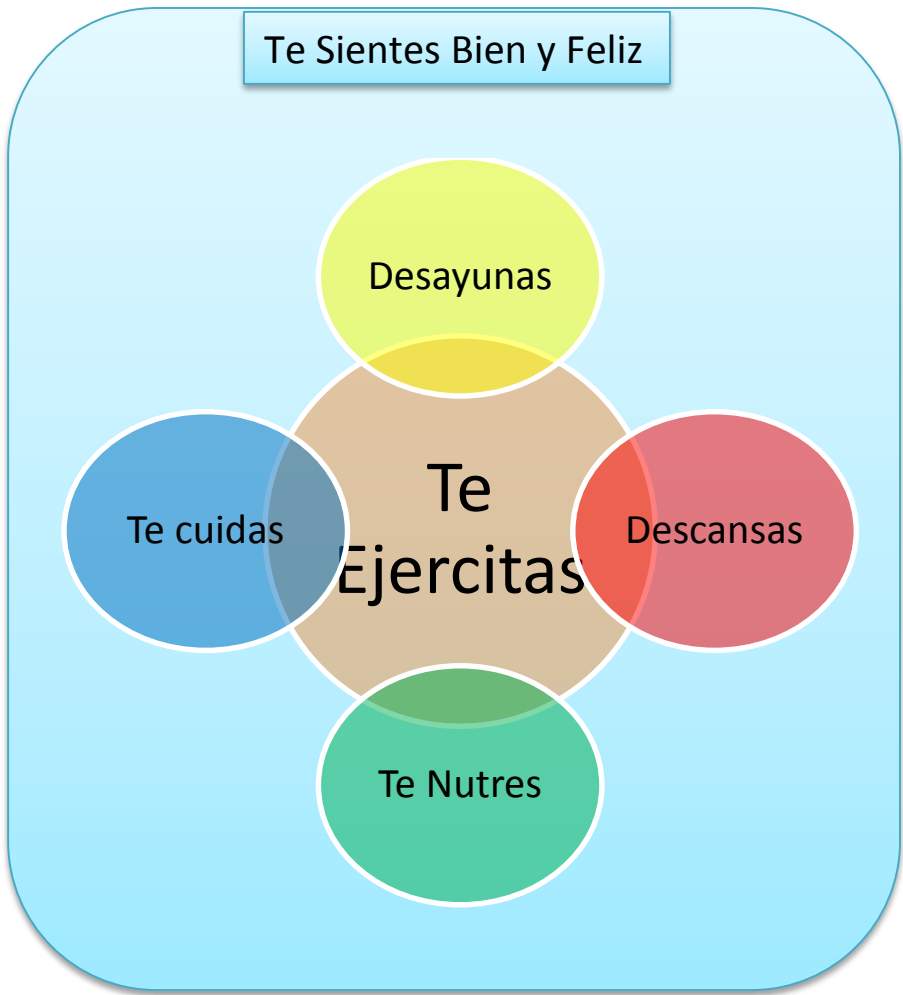 Te Sientes Bien y Feliz
Desayunas
Te
Ejercitas
Te cuidas
Descansas
Te Nutres